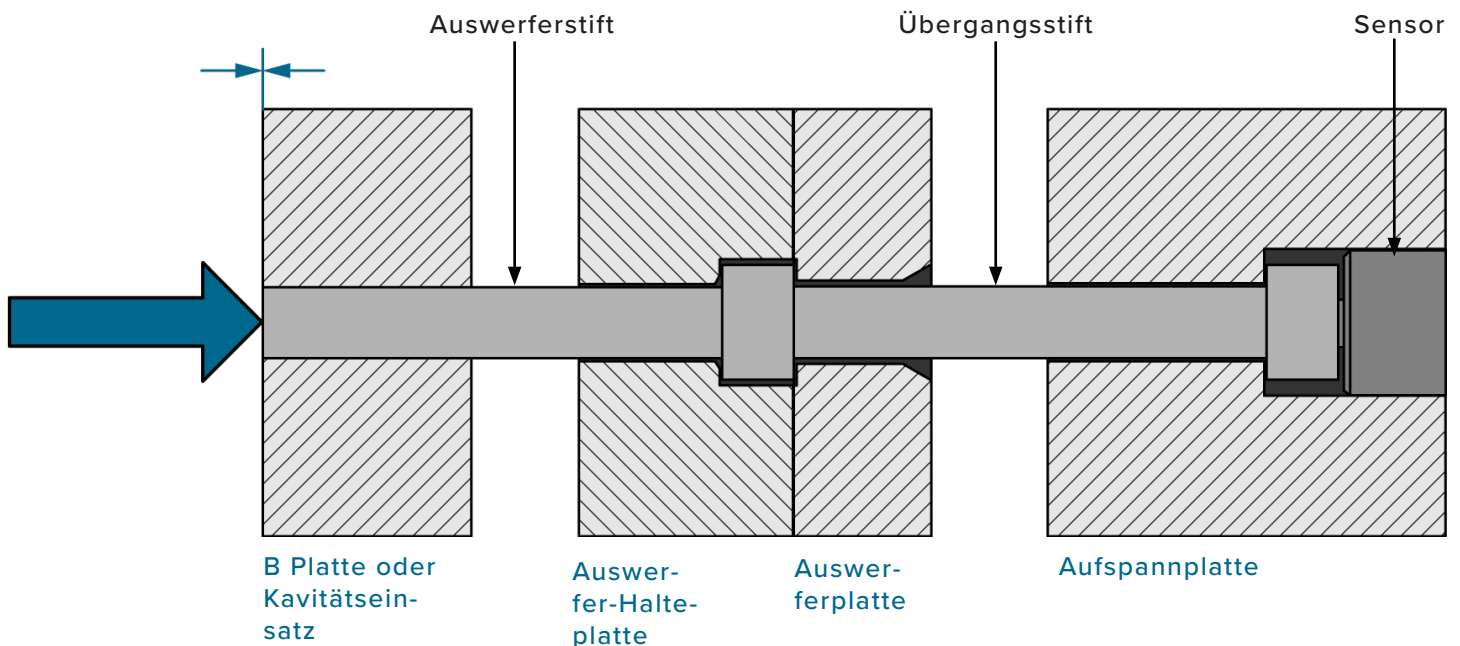 Auswerferstift
Übergangsstift
Sensor
B Platte oder
Kavitätsein-
satz
Auswer-
fer-Halte-
platte
Auswer-
ferplatte
Aufspannplatte